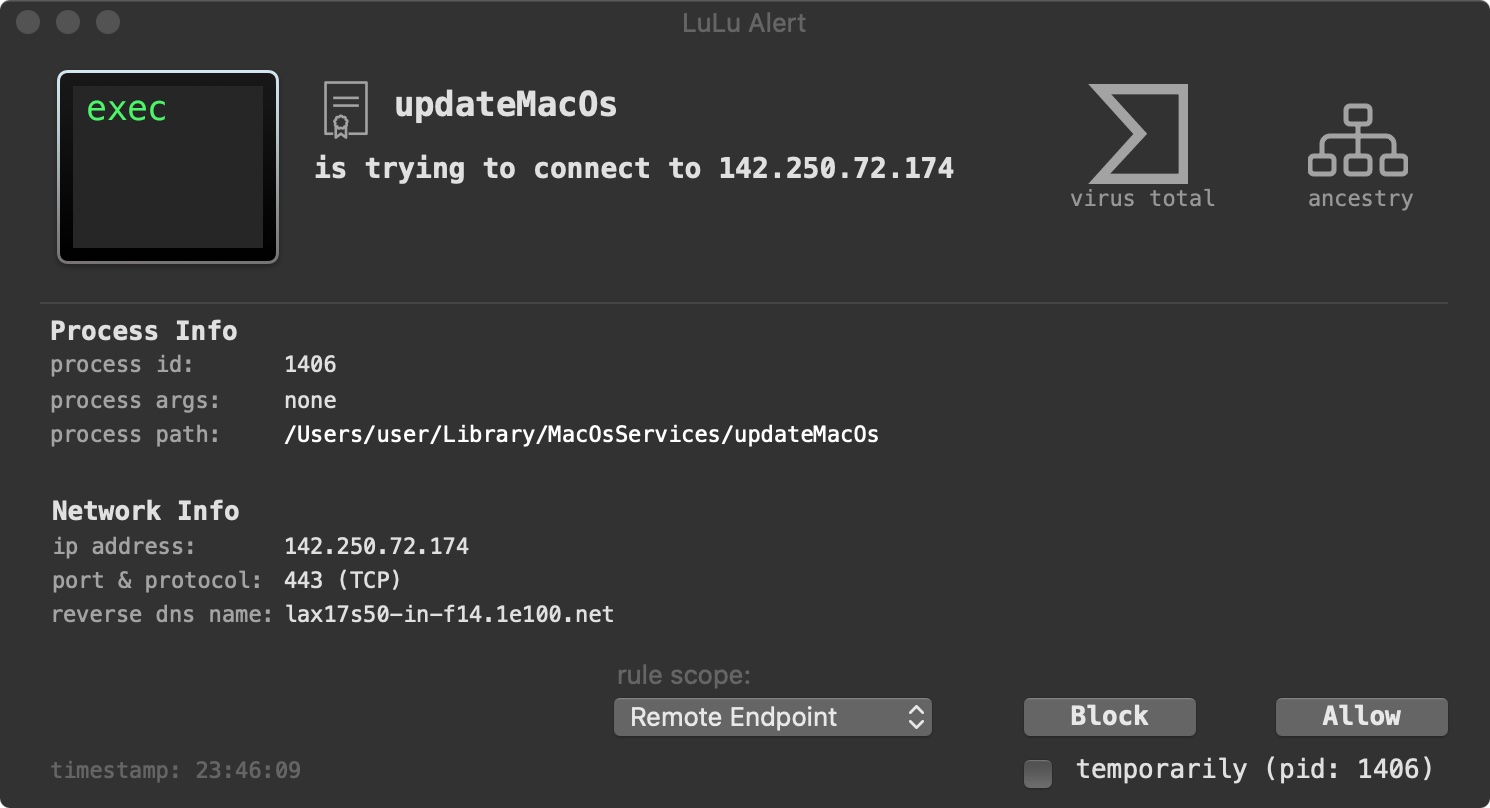 LuLu Alert
exec
updateMacOs
is trying to connect to 142.250.72.174
virus total
ancestry
Process Info
process id: 1406
process args: none
process path: /Users/user/Library/MacOsServices/updateMacOs
Network Info
ip address: 142.250.72.174
port & protocol: 443 (TCP)
reverse dns name: lax17s50-in-f14.1e100.net
rule scope:
Remote Endpoint
Block
Allow
timestamp: 23:46:09
temporarily (pid: 1406)